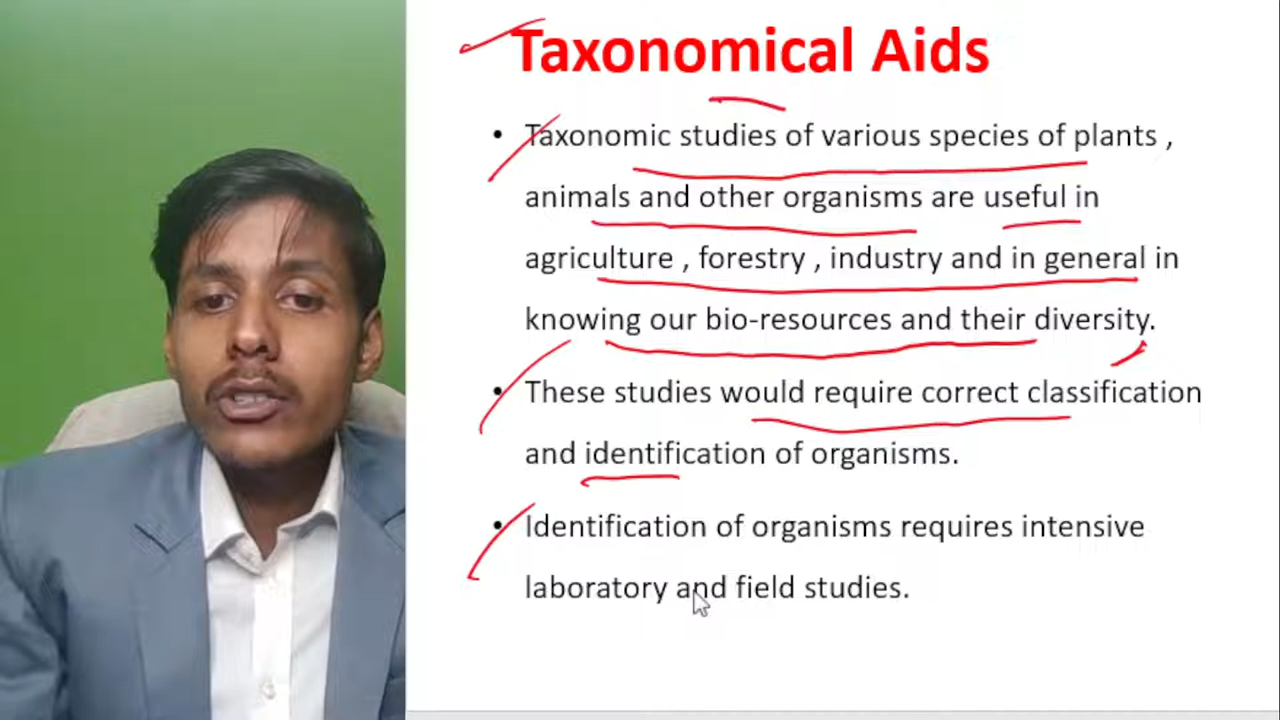 Taxonomical Aids
• Taxonomic studies of various species of plants ,
animals and other organisms are useful in
agriculture , forestry , industry and in general in
knowing our bio-resources and their diversity.
• These studies would require correct classification
and identification of organisms.
• Identification of organisms requires intensive
laboratory and field studies.